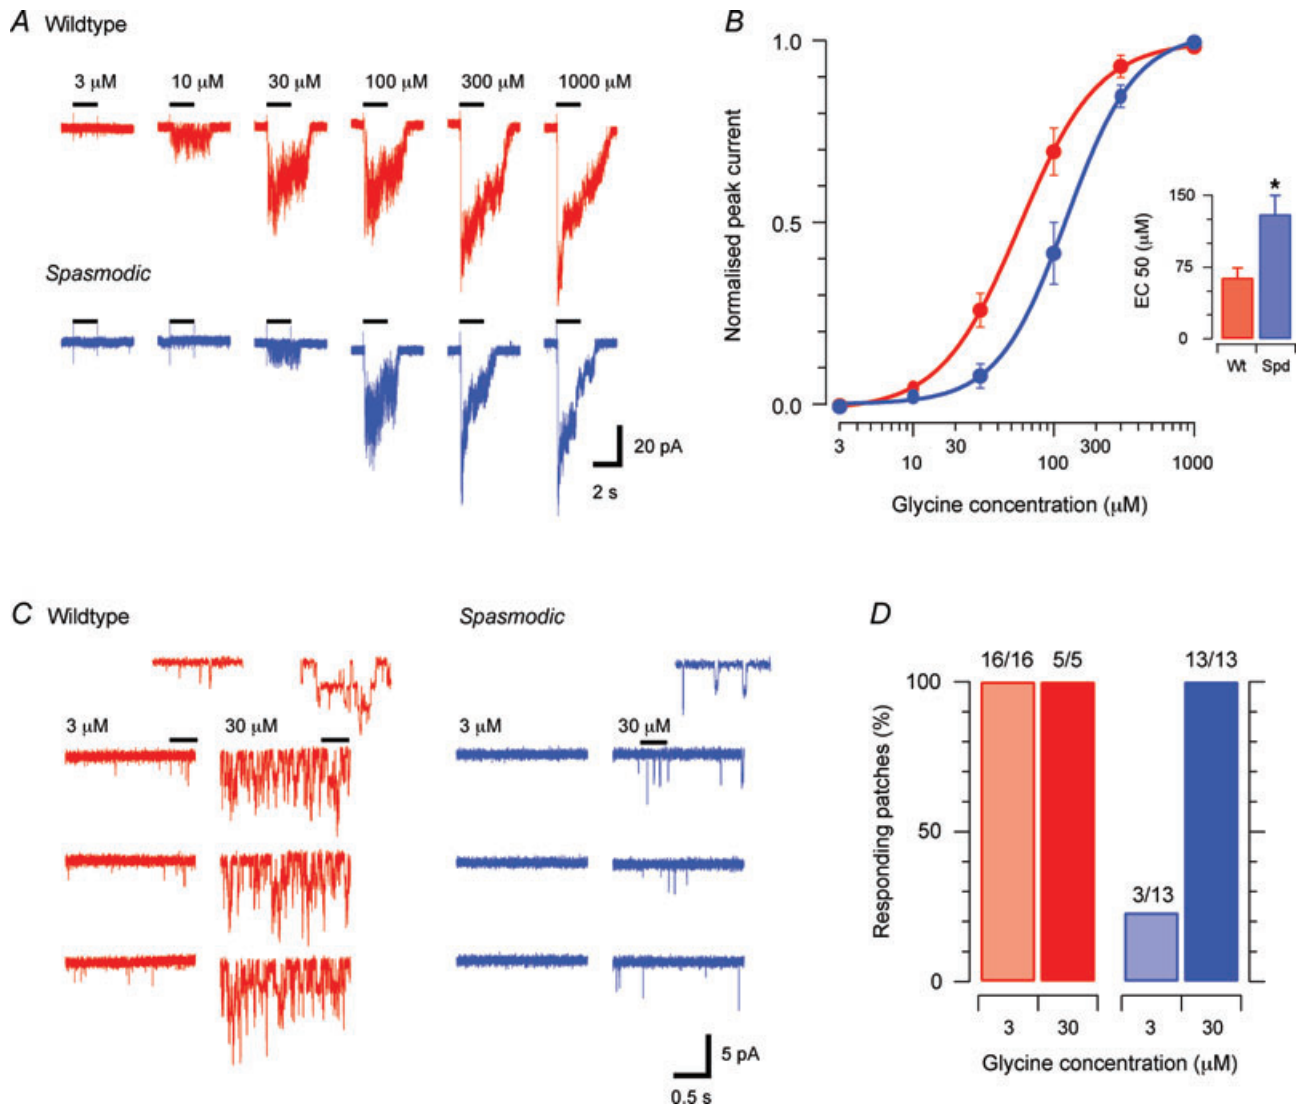 A Wildtype
3 μM 10 μM 30 μM 100 μM 300 μM 1000 μM
Spasmodic
20 pA
2 s
B
Normalised peak current
1.0
0.5
0.0
3 10 30 100 300 1000
Glycine concentration (μM)
EC 50 (μM)
150
75
0
*
Wt Spd
C Wildtype
3 μM 30 μM
Spasmodic
3 μM 30 μM
5 pA
0.5 s
D
Responding patches (%)
100
50
0
16/16 5/5 3/13 13/13
3 30 3 30
Glycine concentration (μM)